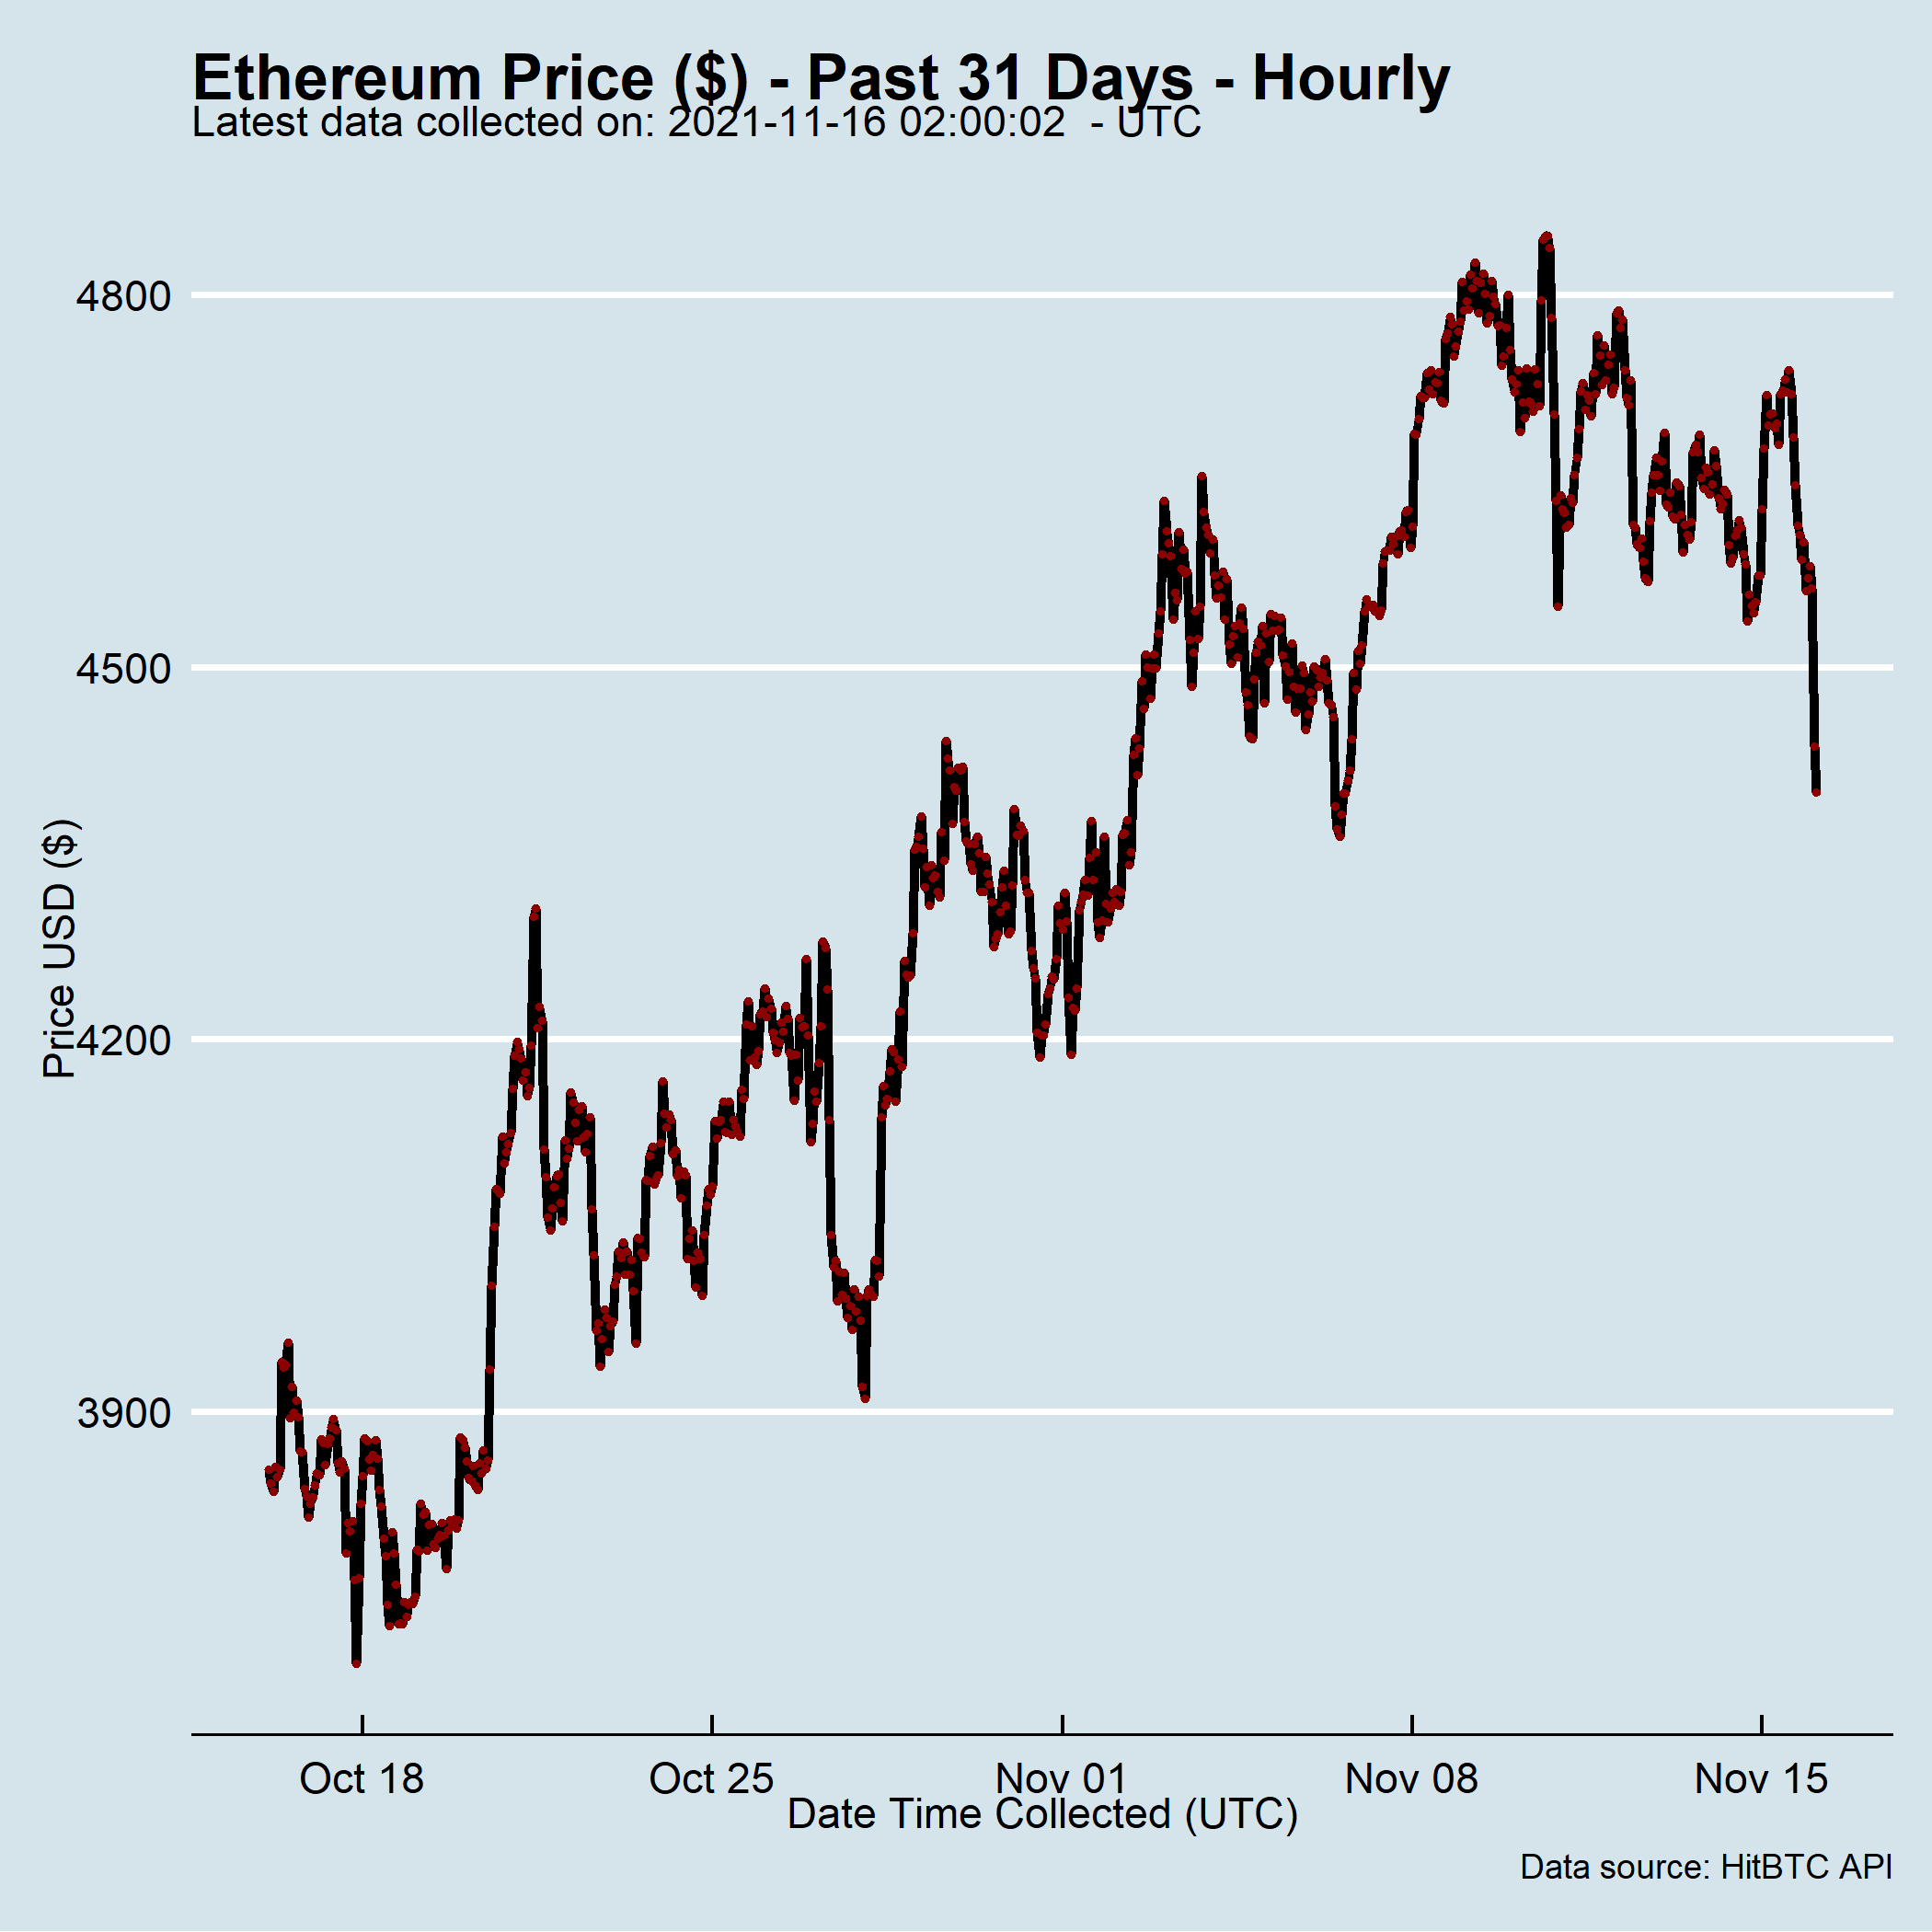 Ethereum Price ($) - Past 31 Days - Hourly
Latest data collected on: 2021-11-16 02:00:02  - UTC
4800
4500
4200
3900
Price USD ($)
Oct 18
Oct 25
Nov 01
Nov 08
Nov 15
Date Time Collected (UTC)
Data source: HitBTC API